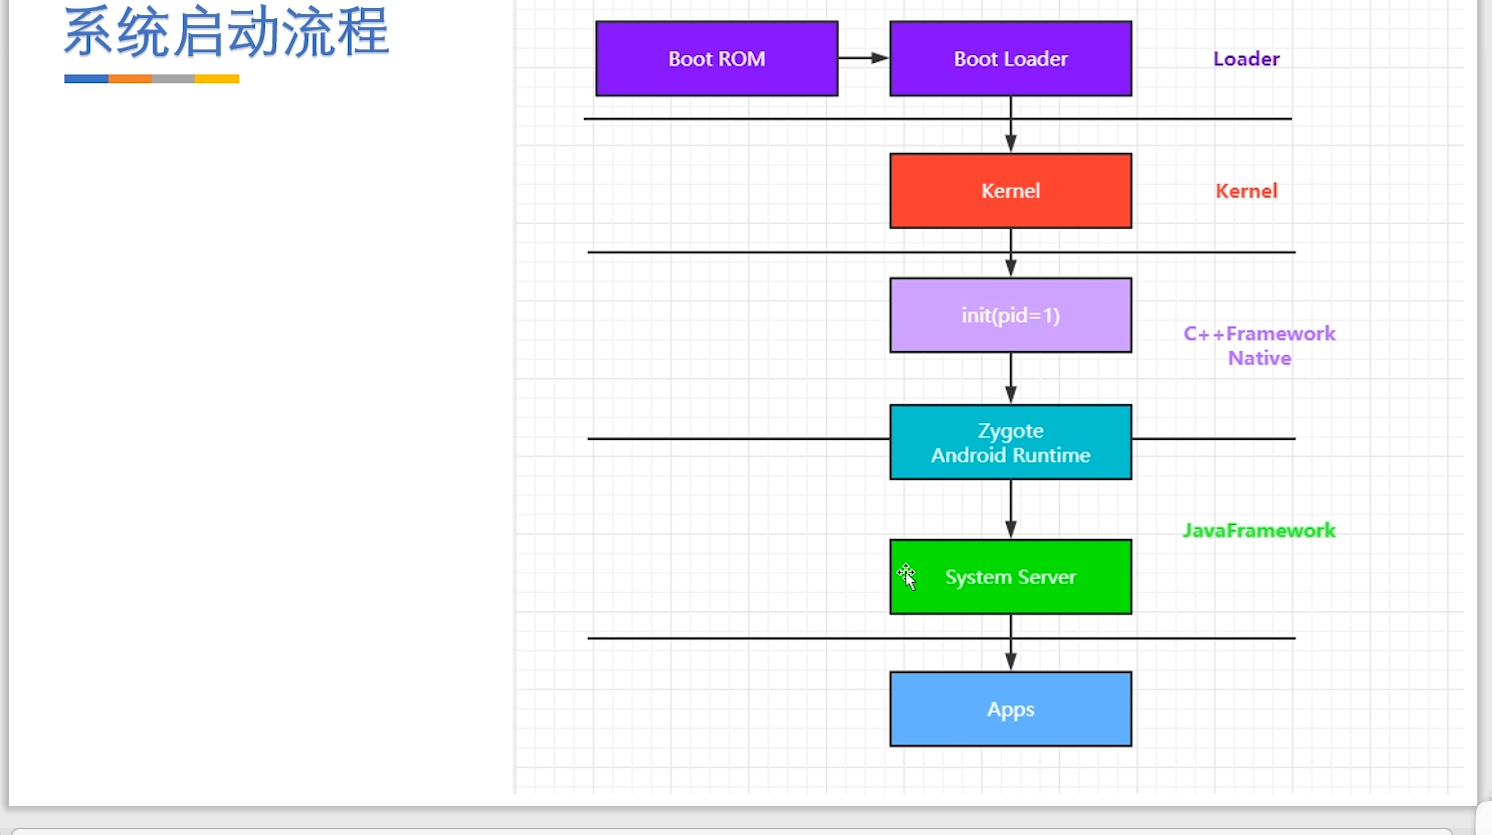 系统启动流程
Boot ROM
Boot Loader
Loader
Kernel
Kernel
init(pid=1)
C++Framework
Native
Zygote
Android Runtime
JavaFramework
System Server
Apps